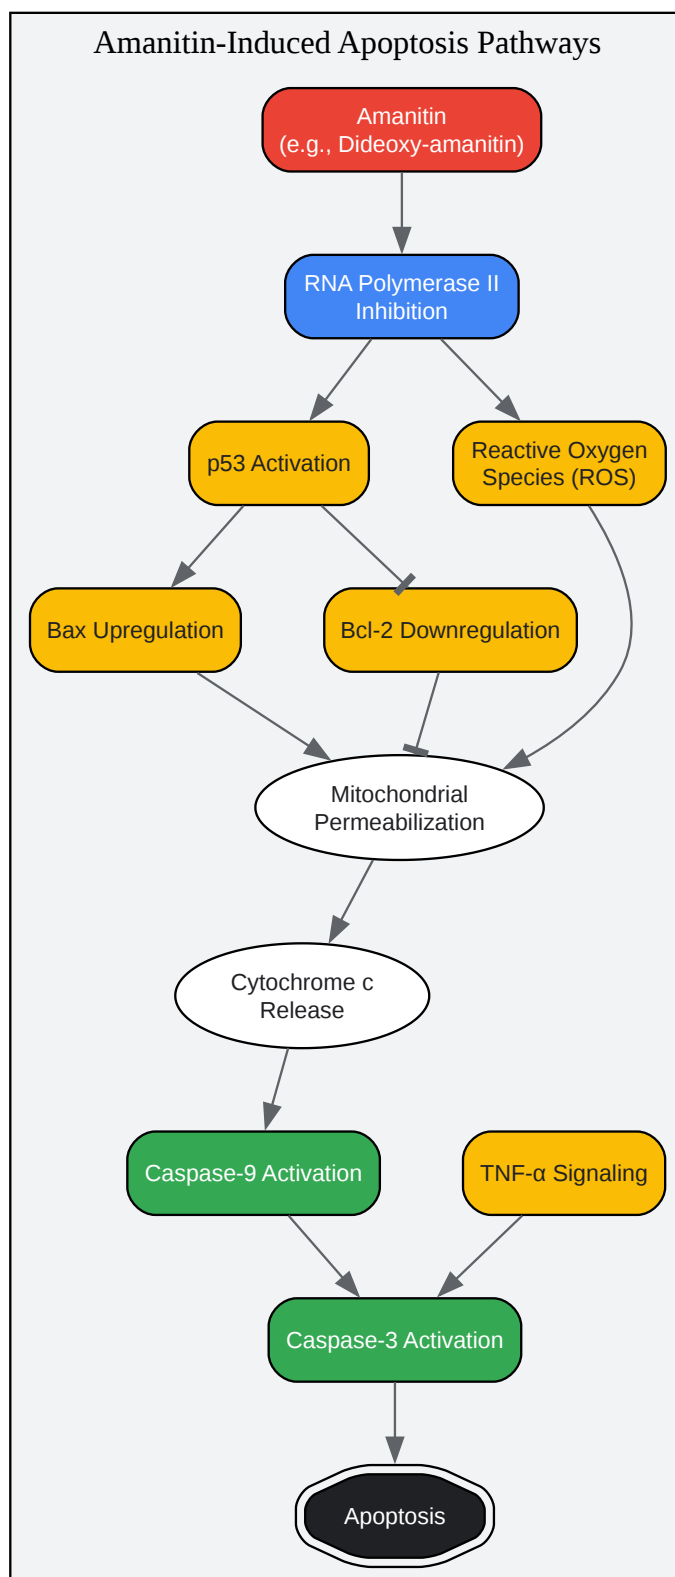 Amanitin-Induced Apoptosis Pathways
Amanitin
(e.g., Dideoxy-amanitin)
RNA Polymerase II
Inhibition
p53 Activation
Reactive Oxygen
Species (ROS)
Bax Upregulation
Bcl-2 Downregulation
Mitochondrial
Permeabilization
Cytochrome c
Release
Caspase-9 Activation
TNF-α Signaling
Caspase-3 Activation
Apoptosis